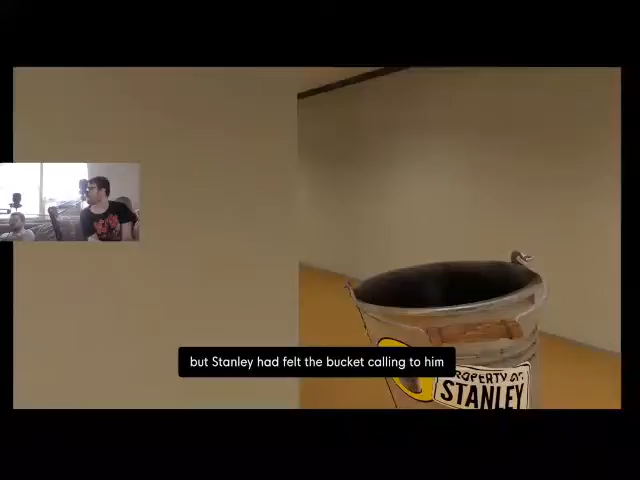 but Stanley had felt the bucket calling to him
PROPERTY OF:
STANLEY